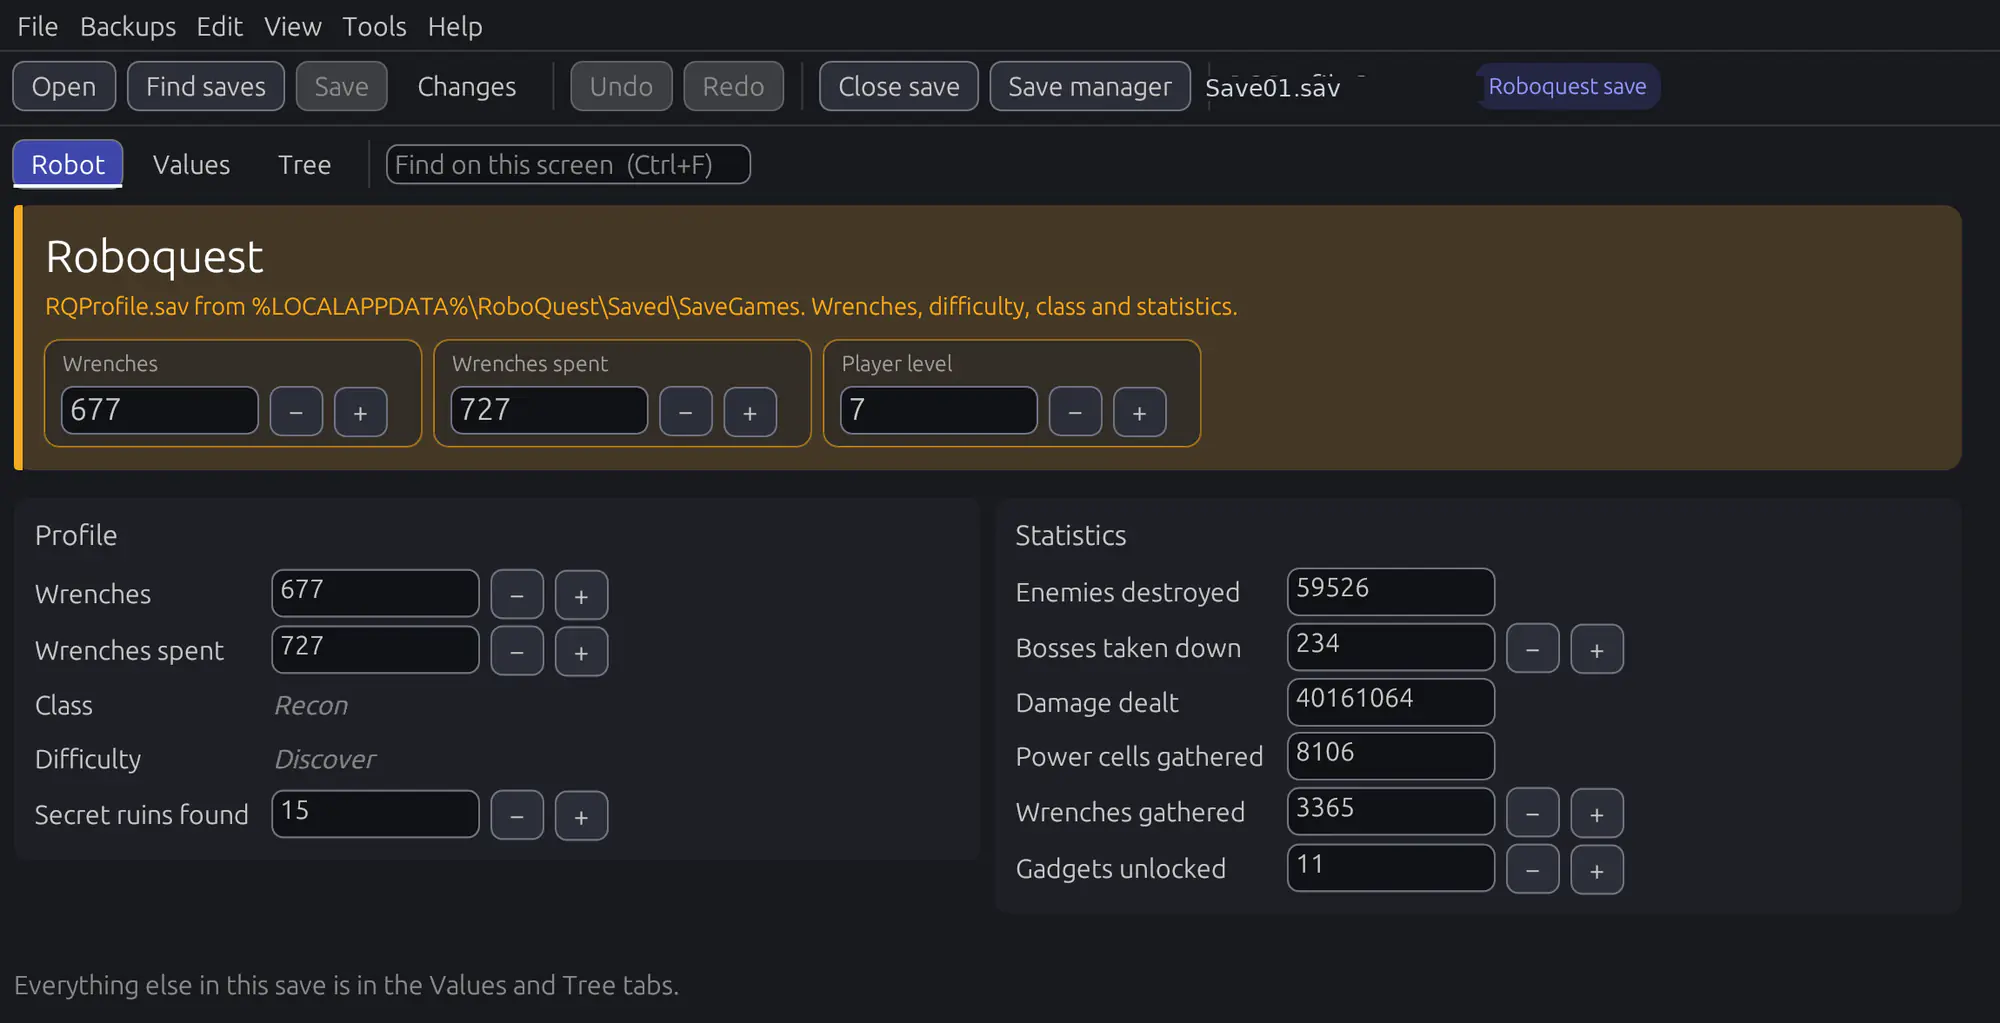 File Backups Edit View Tools Help
Open Find saves Save Changes Undo Redo Close save Save manager Save01.sav Roboquest save
Robot Values Tree Find on this screen (Ctrl+F)
Roboquest
RQProfile.sav from %LOCALAPPDATA%\RoboQuest\Saved\SaveGames. Wrenches, difficulty, class and statistics.
Wrenches Wrenches spent Player level
677 − + 727 − + 7 − +
Profile
Wrenches 677 − +
Wrenches spent 727 − +
Class Recon
Difficulty Discover
Secret ruins found 15 − +
Statistics
Enemies destroyed 59526
Bosses taken down 234 − +
Damage dealt 40161064
Power cells gathered 8106
Wrenches gathered 3365 − +
Gadgets unlocked 11 − +
Everything else in this save is in the Values and Tree tabs.